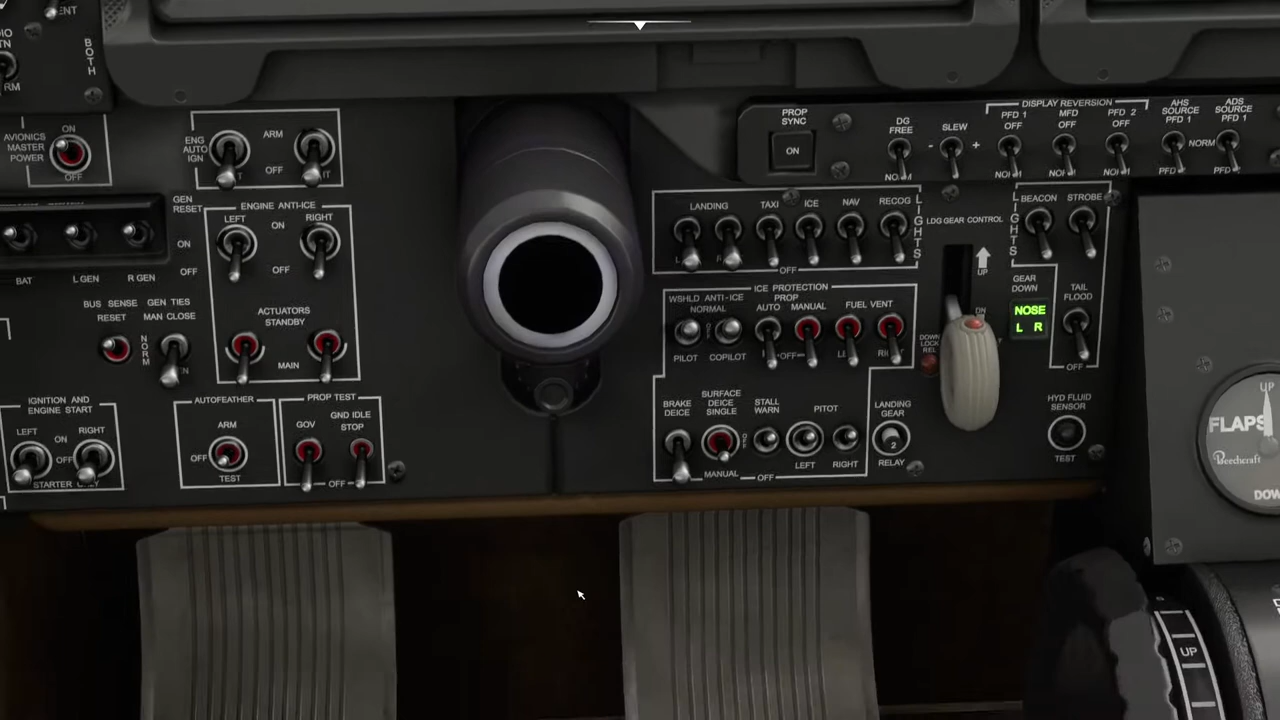 BOTH
RM
AVIONICS
MASTER
POWER
ON
OFF
ENG
AUTO
IGN
ARM
OFF
PROP
SYNC
ON
DG
FREE
SLEW
- +
DISPLAY REVERSION
PFD 1
OFF
MFD
OFF
PFD 2
OFF
AHS
SOURCE
PFD 1
NORM
ADS
SOURCE
PFD 1
GEN
RESET
ON
OFF
BAT
L GEN
R GEN
ENGINE ANTI-ICE
LEFT
ON
RIGHT
OFF
ACTUATORS
STANDBY
MAIN
BUS SENSE
RESET
NORM
GEN TIES
MAN CLOSE
LANDING
TAXI
ICE
NAV
RECOG
LIGHTS
OFF
LDG GEAR CONTROL
UP
DN
LIGHTS
BEACON
STROBE
GEAR
DOWN
NOSE
L R
TAIL
FLOOD
OFF
DOWN
LOCK
REL
ICE PROTECTION
WSHLD ANTI-ICE
NORMAL
PROP
AUTO
MANUAL
FUEL VENT
PILOT
COPILOT
OFF
BRAKE
DEICE
SURFACE
DEICE
SINGLE
OFF
MANUAL
STALL
WARN
PITOT
LEFT
RIGHT
OFF
LANDING
GEAR
2
RELAY
HYD FLUID
SENSOR
TEST
IGNITION AND
ENGINE START
LEFT
ON
RIGHT
OFF
AUTOFEATHER
ARM
OFF
TEST
PROP TEST
GOV
GND IDLE
STOP
OFF
UP
FLAPS
Beechcraft
UP